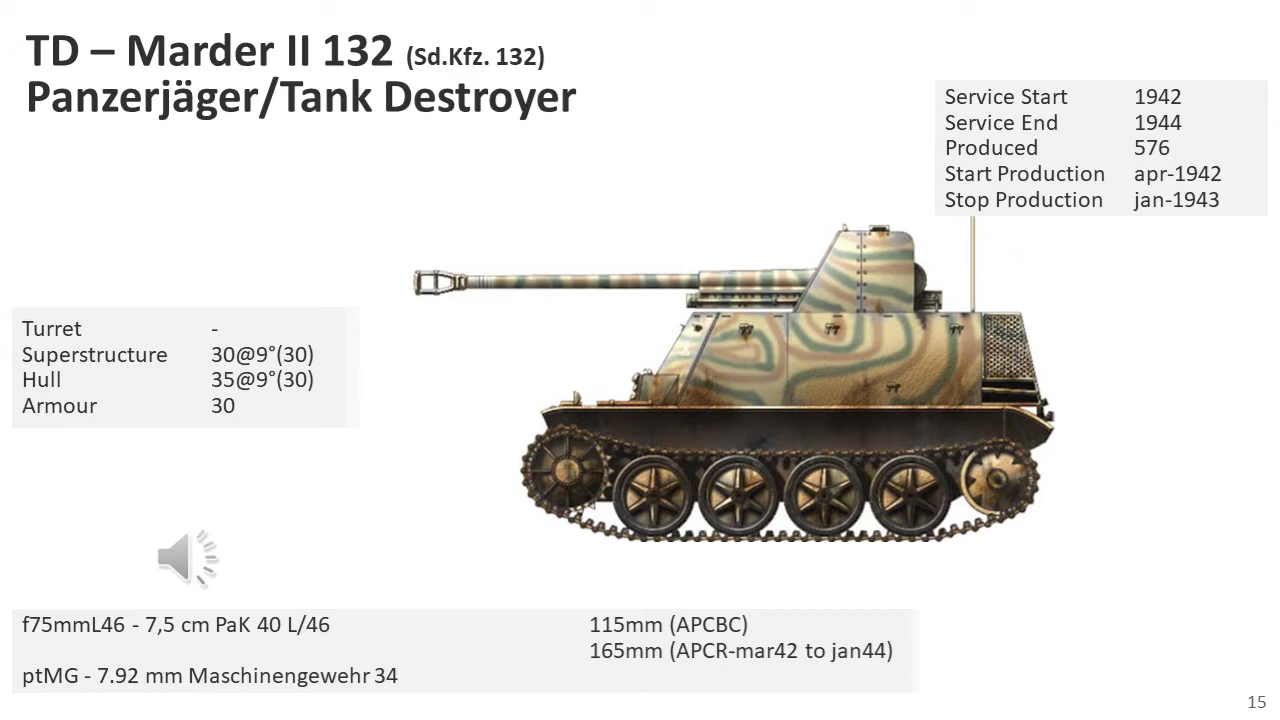 TD – Marder II 132 (Sd.Kfz. 132)
Panzerjäger/Tank Destroyer
Service Start 1942
Service End 1944
Produced 576
Start Production apr-1942
Stop Production jan-1943
Turret -
Superstructure 30@9°(30)
Hull 35@9°(30)
Armour 30
f75mmL46 - 7,5 cm PaK 40 L/46 115mm (APCBC)
165mm (APCR-mar42 to jan44)
ptMG - 7.92 mm Maschinengewehr 34
15